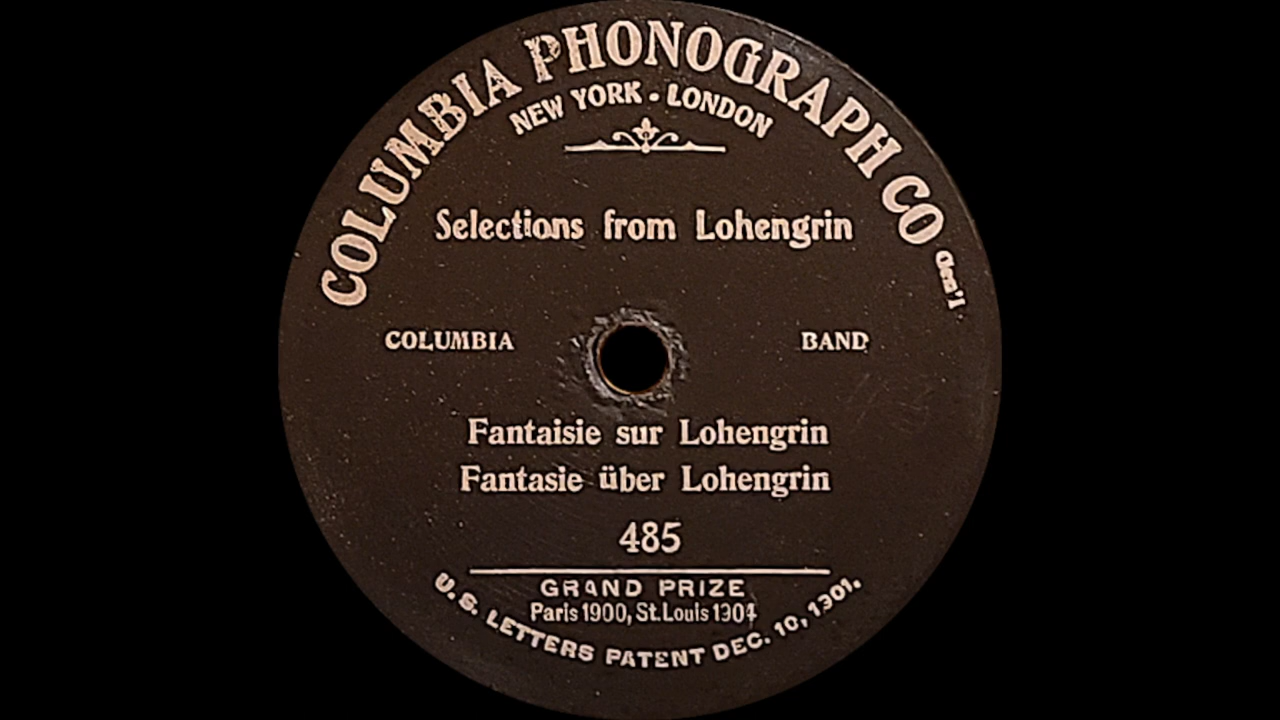 COLUMBIA PHONOGRAPH CO Gen'l
NEW YORK - LONDON
Selections from Lohengrin
COLUMBIA BAND
Fantaisie sur Lohengrin
Fantasie über Lohengrin
485
GRAND PRIZE
Paris 1900, St. Louis 1904
U.S. LETTERS PATENT DEC. 10, 1901.